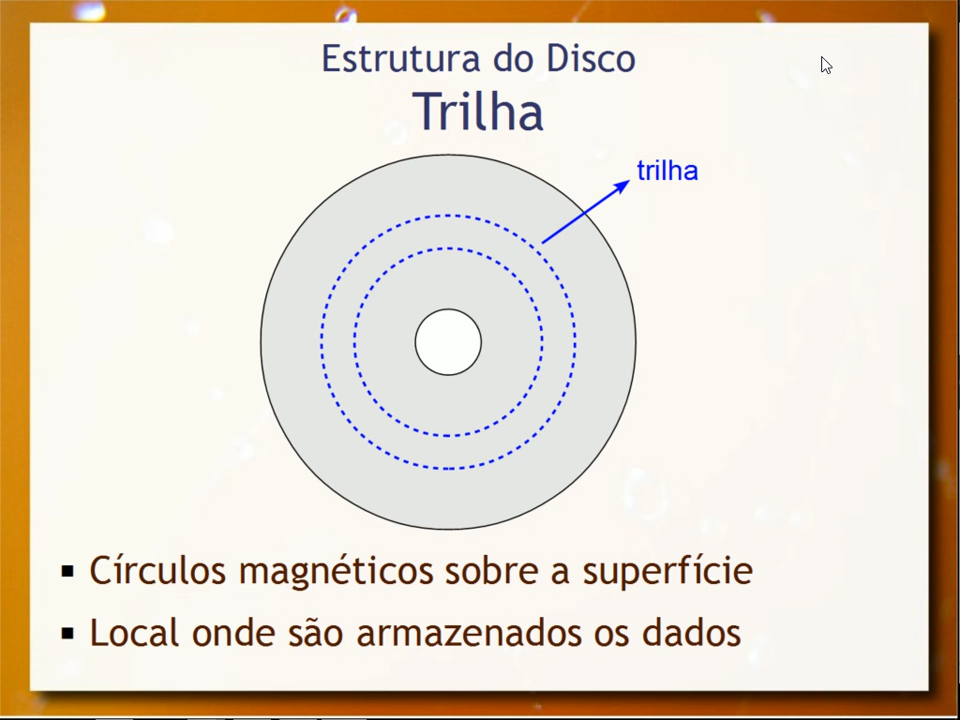 Estrutura do Disco
Trilha
trilha
▪ Círculos magnéticos sobre a superfície
▪ Local onde são armazenados os dados